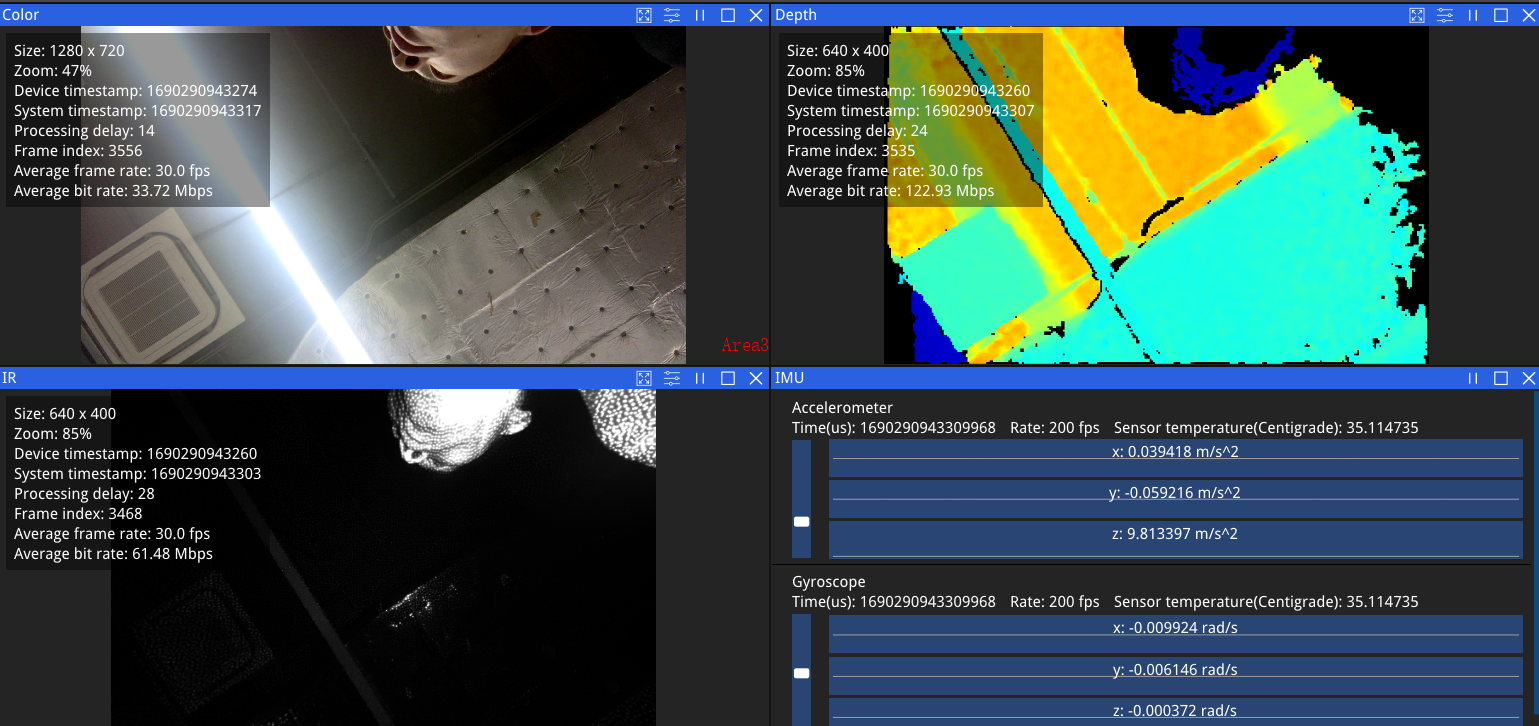 Color
Size: 1280 x 720
Zoom: 47%
Device timestamp: 1690290943274
System timestamp: 1690290943317
Processing delay: 14
Frame index: 3556
Average frame rate: 30.0 fps
Average bit rate: 33.72 Mbps
Area3
Depth
Size: 640 x 400
Zoom: 85%
Device timestamp: 1690290943260
System timestamp: 1690290943307
Processing delay: 24
Frame index: 3535
Average frame rate: 30.0 fps
Average bit rate: 122.93 Mbps
IR
Size: 640 x 400
Zoom: 85%
Device timestamp: 1690290943260
System timestamp: 1690290943303
Processing delay: 28
Frame index: 3468
Average frame rate: 30.0 fps
Average bit rate: 61.48 Mbps
IMU
Accelerometer
Time(us): 1690290943309968 Rate: 200 fps Sensor temperature(Centigrade): 35.114735
x: 0.039418 m/s^2
y: -0.059216 m/s^2
z: 9.813397 m/s^2
Gyroscope
Time(us): 1690290943309968 Rate: 200 fps Sensor temperature(Centigrade): 35.114735
x: -0.009924 rad/s
y: -0.006146 rad/s
z: -0.000372 rad/s